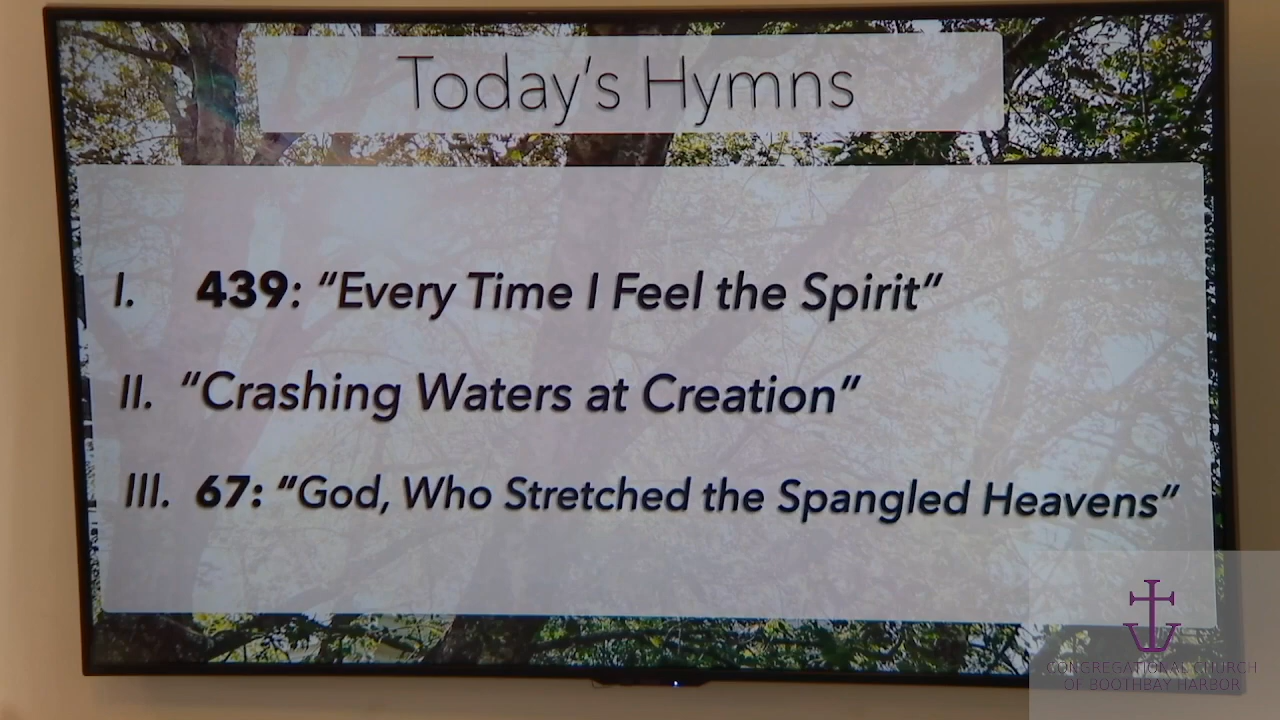 Today's Hymns
I. 439: "Every Time I Feel the Spirit"
II. "Crashing Waters at Creation"
III. 67: "God, Who Stretched the Spangled Heavens"
CONGREGATIONAL CHURCH
OF BOOTHBAY HARBOR